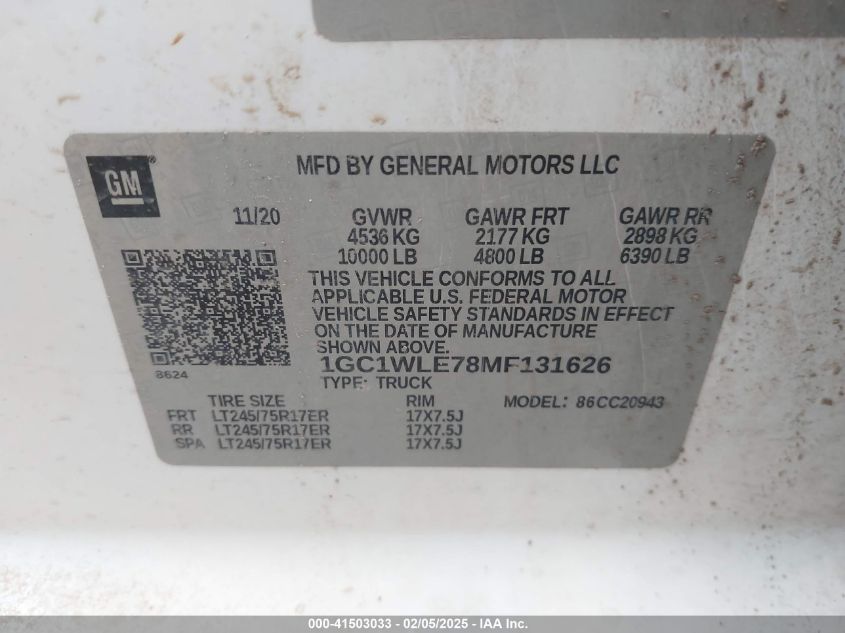 GM®
MFD BY GENERAL MOTORS LLC
11/20 GVWR GAWR FRT GAWR RR
4536 KG 2177 KG 2898 KG
10000 LB 4800 LB 6390 LB
THIS VEHICLE CONFORMS TO ALL
APPLICABLE U.S. FEDERAL MOTOR
VEHICLE SAFETY STANDARDS IN EFFECT
ON THE DATE OF MANUFACTURE
SHOWN ABOVE.
8624
1GC1WLE78MF131626
TYPE: TRUCK
TIRE SIZE RIM MODEL: 86CC20943
FRT LT245/75R17ER 17X7.5J
RR LT245/75R17ER 17X7.5J
SPA LT245/75R17ER 17X7.5J
000-41503033 - 02/05/2025 - IAA Inc.